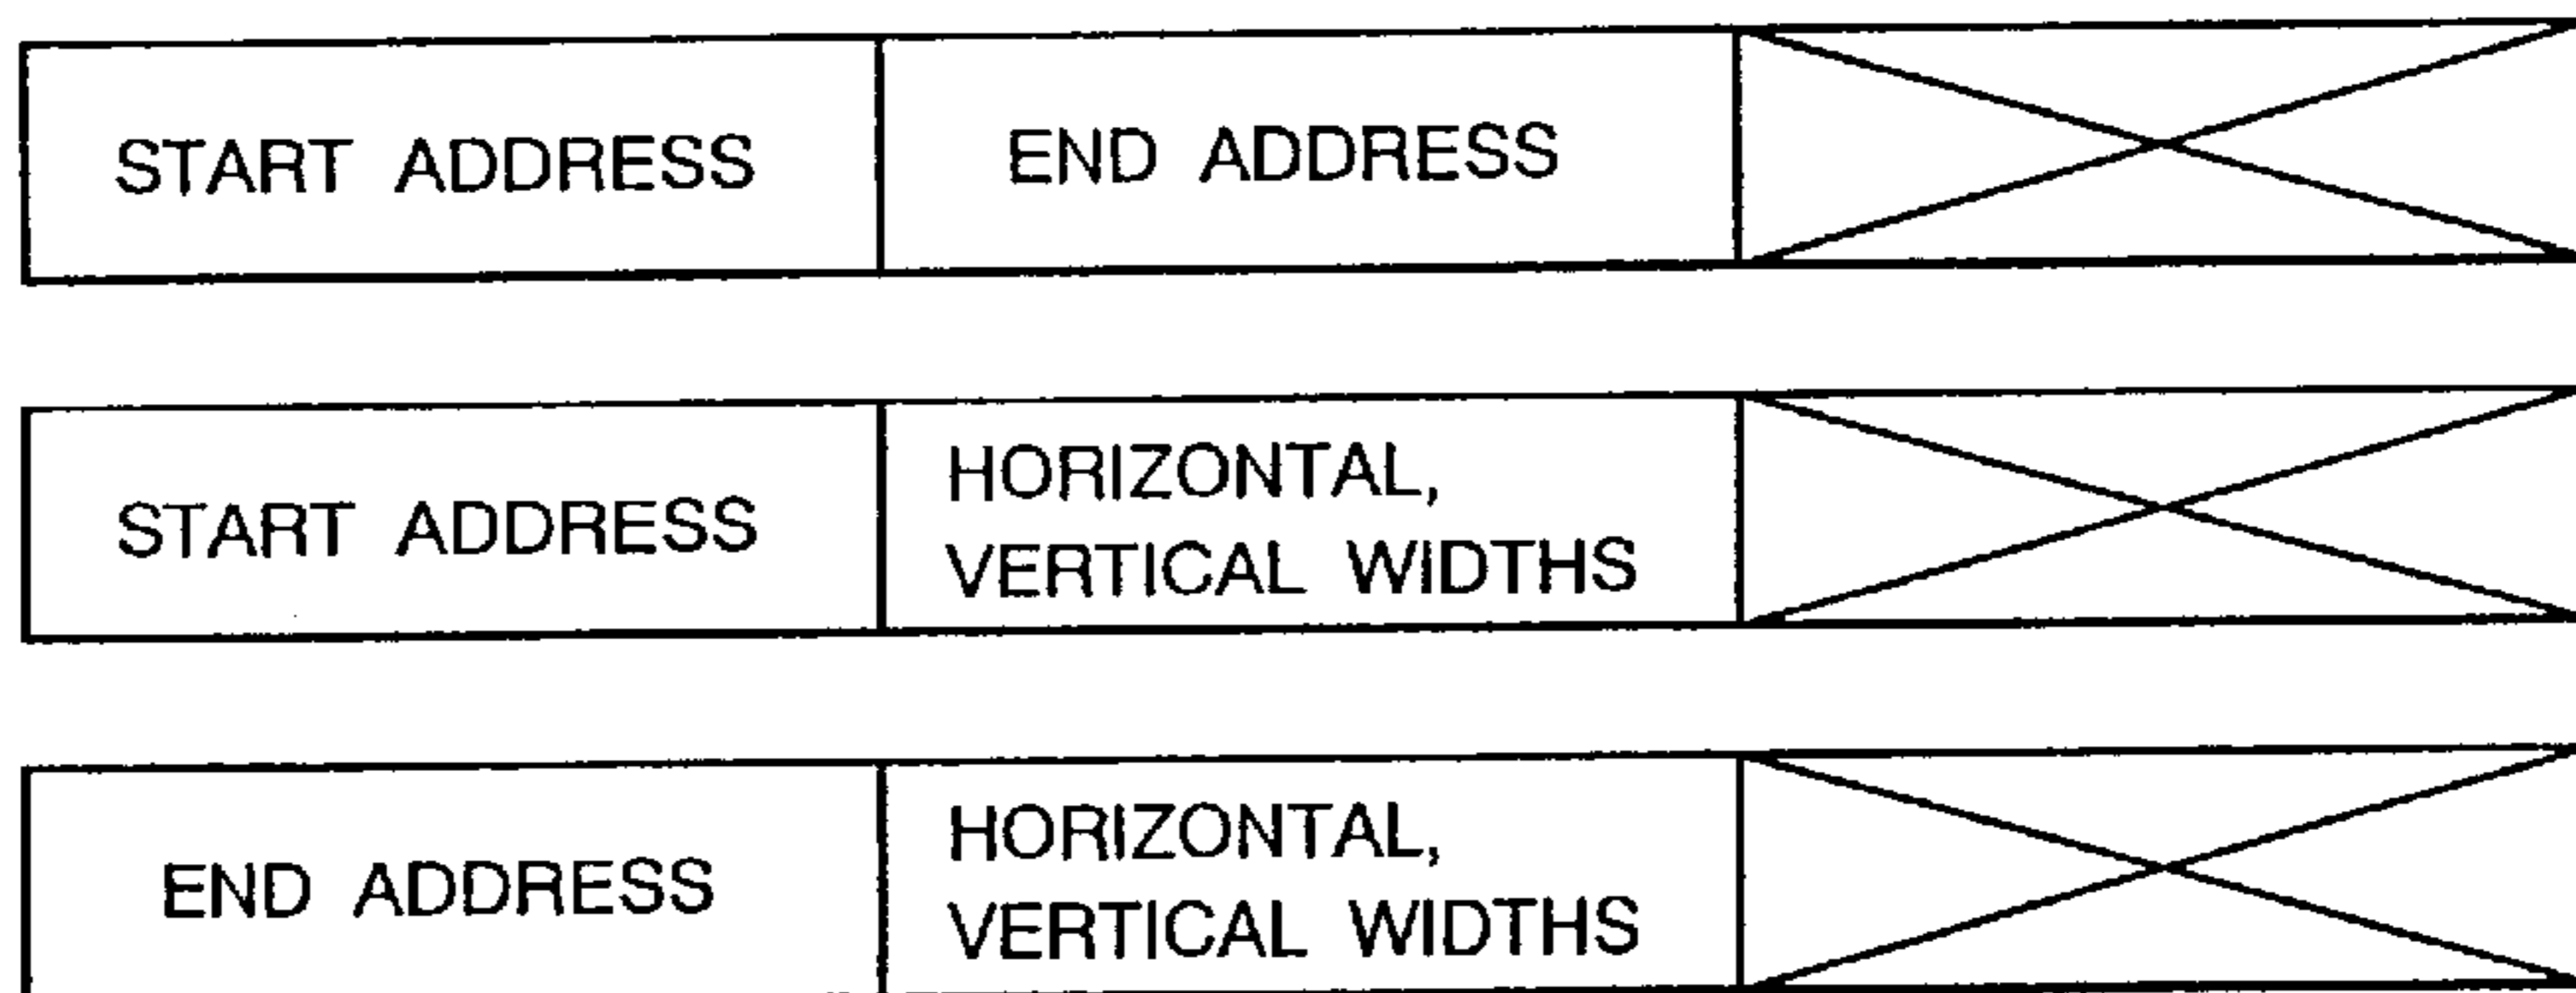 START ADDRESS
END ADDRESS
START ADDRESS
HORIZONTAL,
VERTICAL WIDTHS
END ADDRESS
HORIZONTAL,
VERTICAL WIDTHS